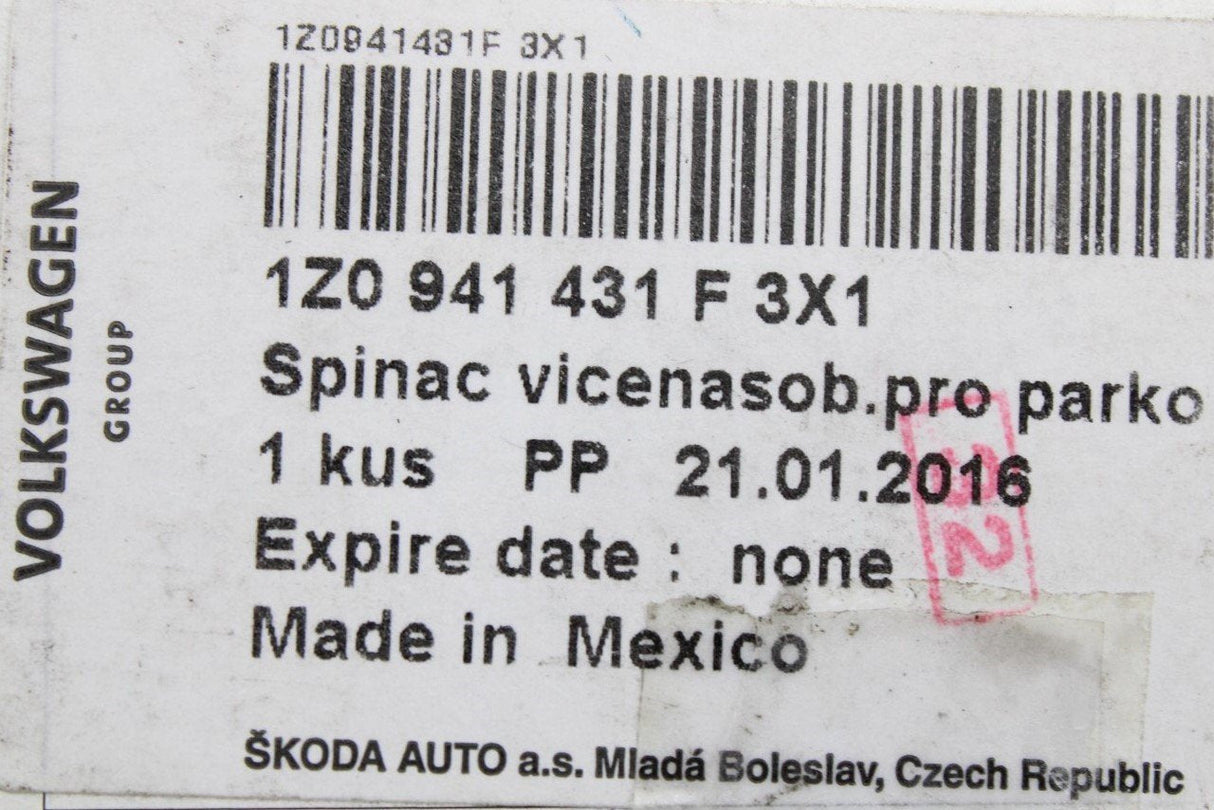 1Z0941431F 3X1
1Z0 941 431 F 3X1
Spinac vicenasob.pro parko
1 kus PP 21.01.2016
Expire date : none
Made in Mexico
ŠKODA AUTO a.s. Mladá Boleslav, Czech Republic
VOLKSWAGEN
GROUP
32